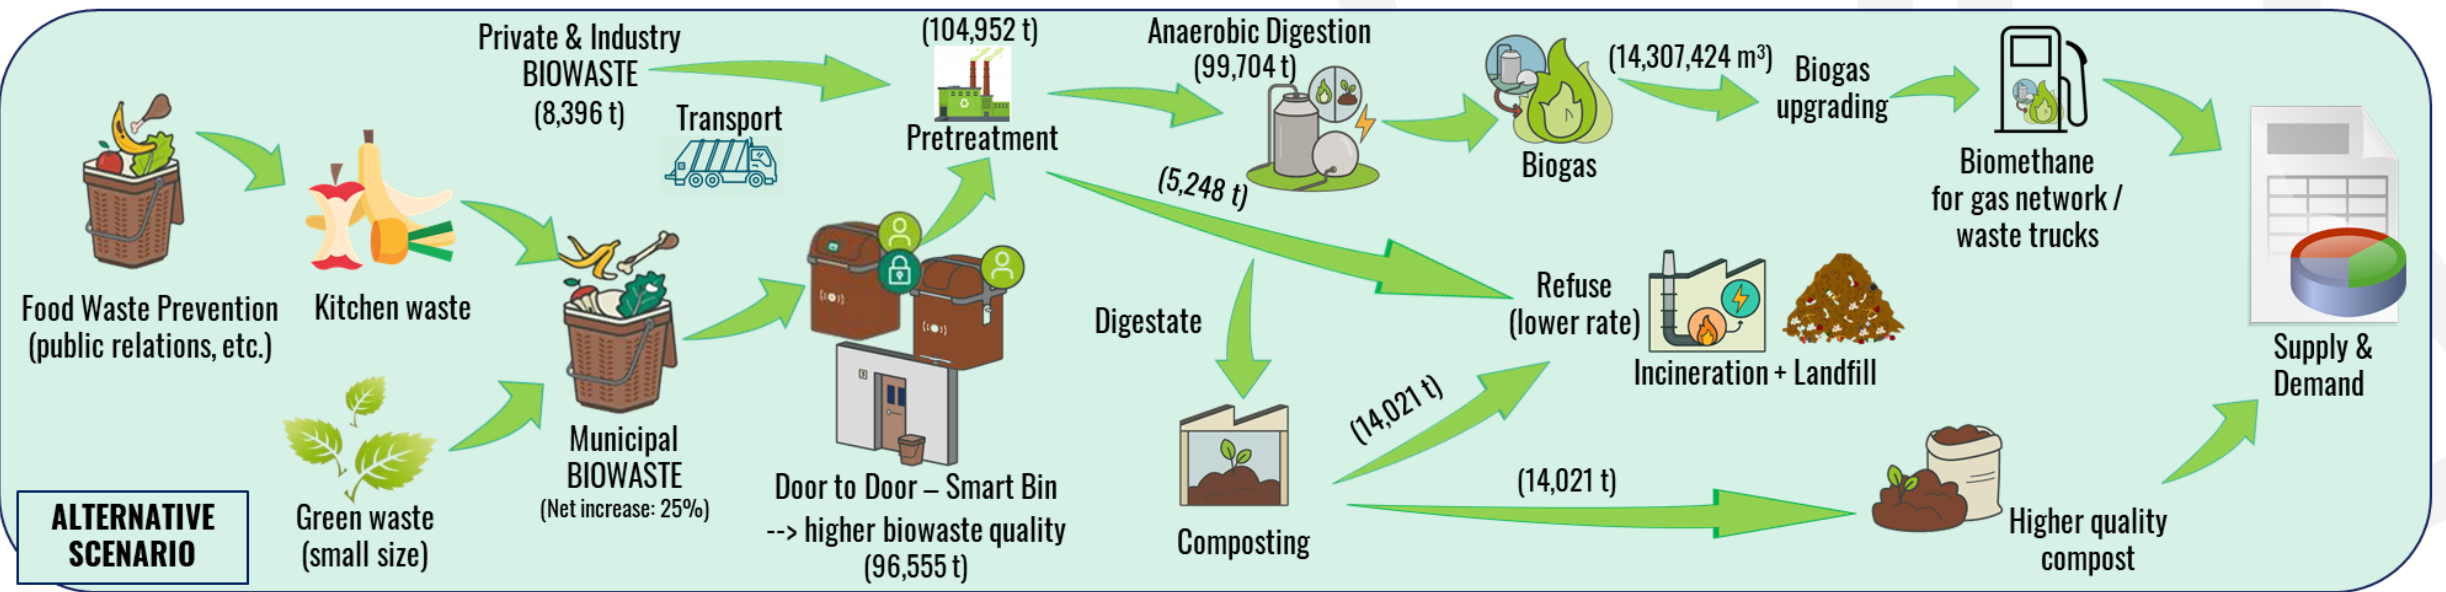 Private & Industry
BIOWASTE
(8,396 t)
Transport
(104,952 t)
Pretreatment
Anaerobic Digestion
(99,704 t)
Biogas
(14,307,424 m³)
Biogas
upgrading
Biomethane
for gas network /
waste trucks
Food Waste Prevention
(public relations, etc.)
Kitchen waste
Green waste
(small size)
Municipal
BIOWASTE
(Net increase: 25%)
Door to Door – Smart Bin
--> higher biowaste quality
(96,555 t)
(5,248 t)
Digestate
Composting
Refuse
(lower rate)
Incineration + Landfill
(14,021 t)
(14,021 t)
Higher quality
compost
Supply &
Demand
ALTERNATIVE
SCENARIO